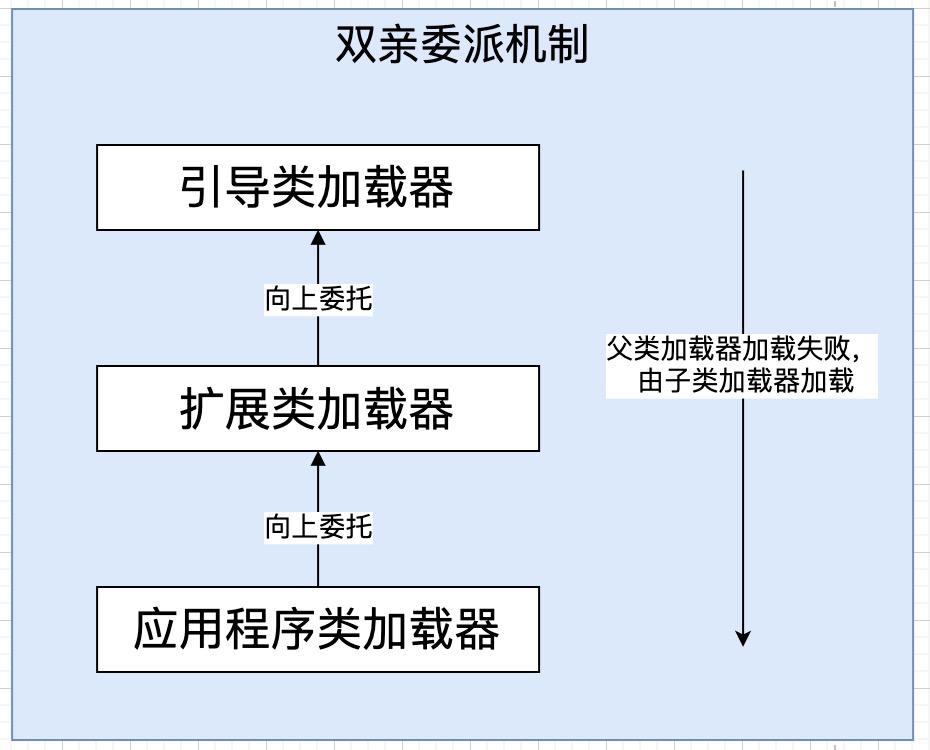 双亲委派机制
引导类加载器
向上委托
父类加载器加载失败，
由子类加载器加载
扩展类加载器
向上委托
应用程序类加载器